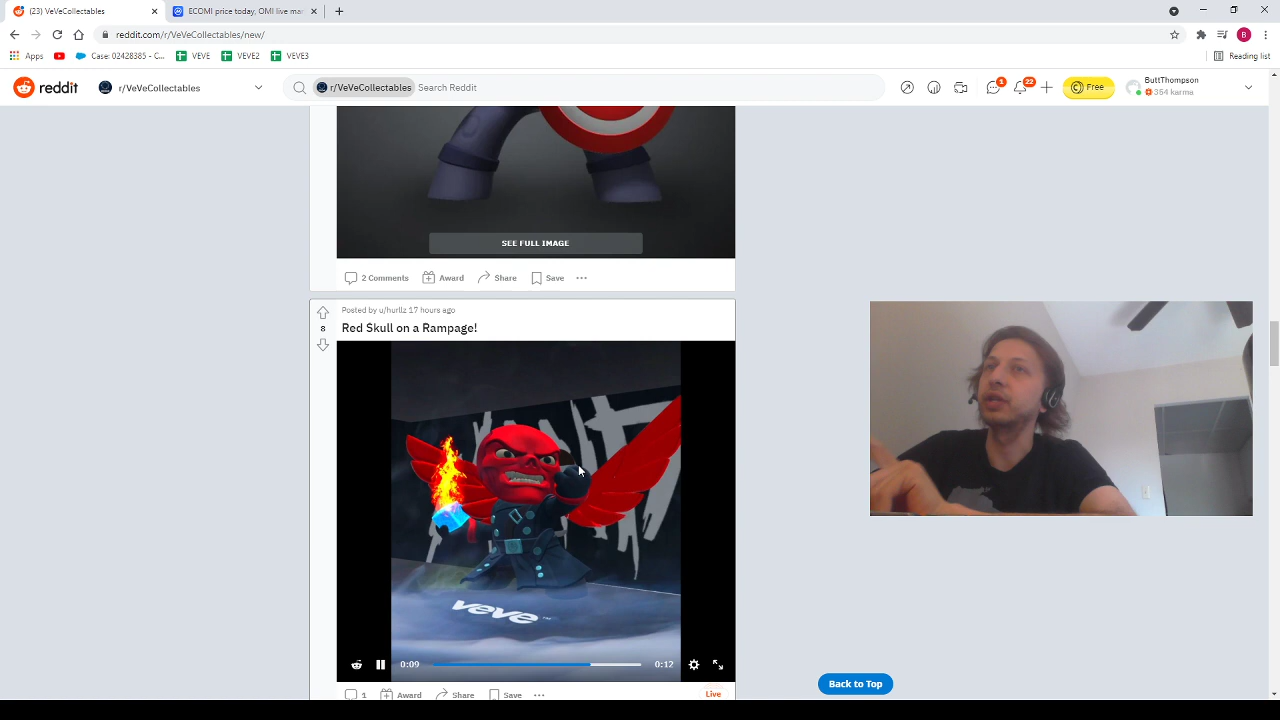 (23) VeVeCollectables
ECOMI price today, OMI live ma
reddit.com/r/VeVeCollectables/new/
B
Apps
Case: 02428385 - C...
VEVE
VEVE2
VEVE3
Reading list
reddit
r/VeVeCollectables
r/VeVeCollectables
Search Reddit
1
22
Free
ButtThompson
354 karma
SEE FULL IMAGE
2 Comments
Award
Share
Save
Posted by u/hurllz 17 hours ago
8
Red Skull on a Rampage!
veve
0:09
0:12
1
Award
Share
Save
Live
Back to Top